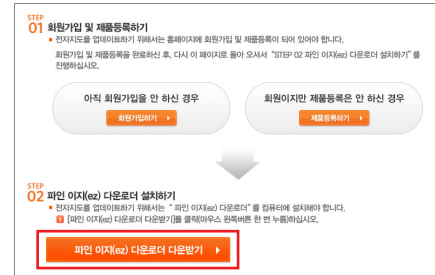 STEP
01 회원가입 및 제품등록하기
전자지도를 업데이트하기 위해서는 홈페이지에 회원가입 및 제품등록이 되어 있어야 합니다.
회원가입 및 제품등록을 완료하신 후, 다시 이 페이지로 돌아 오셔서 “STEP 02 파인 이지(ez) 다운로더 설치하기” 를
진행하십시오.
아직 회원가입을 안 하신 경우
회원가입하기
회원이지만 제품등록은 안 하신 경우
제품등록하기
STEP
02 파인 이지(ez) 다운로더 설치하기
전자지도를 업데이트하기 위해서는 “ 파인 이지(ez) 다운로더” 를 컴퓨터에 설치해야 합니다.
[파인 이지(ez) 다운로더 다운받기]를 클릭(마우스 왼쪽버튼 한 번 누름)하십시오.
파인 이지(ez) 다운로더 다운받기